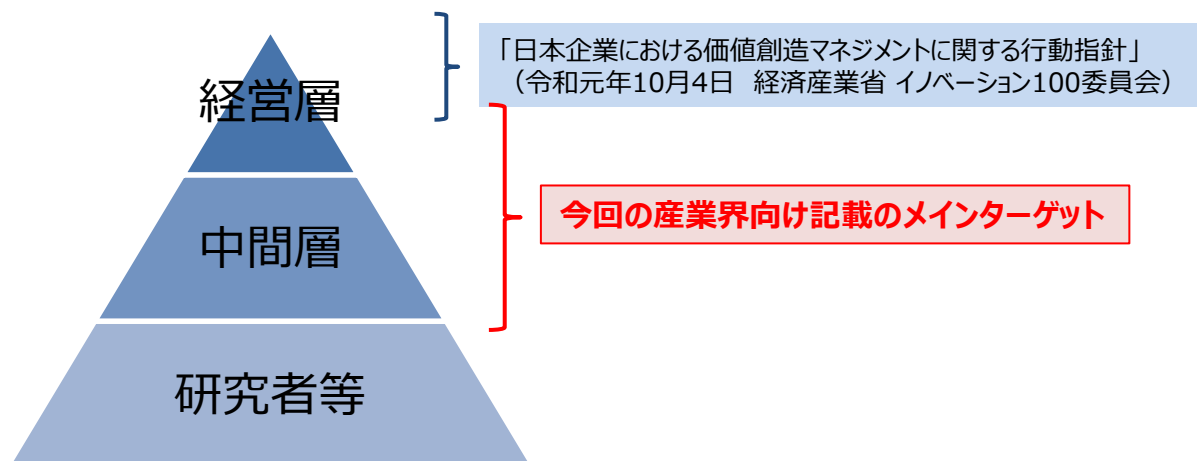 「日本企業における価値創造マネジメントに関する行動指針」
（令和元年10月4日　経済産業省 イノベーション100委員会）
経営層
今回の産業界向け記載のメインターゲット
中間層
研究者等